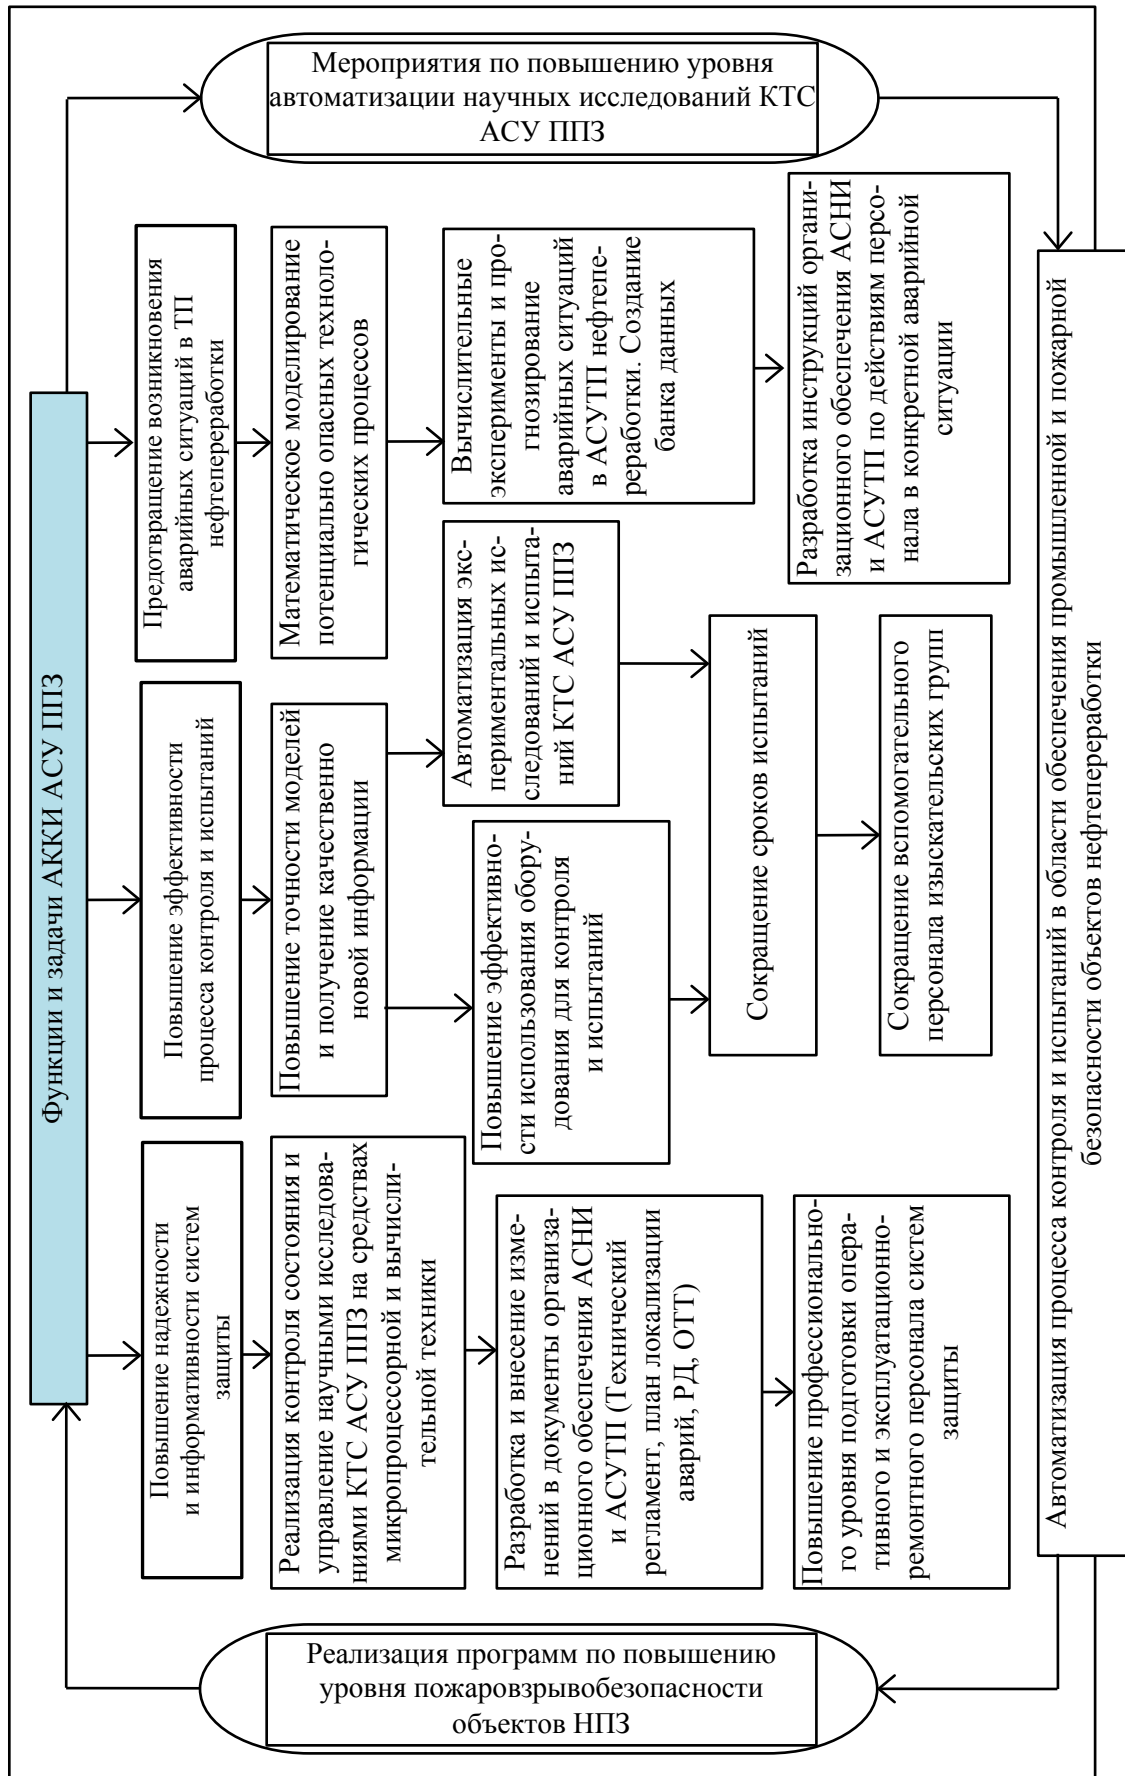 Функции и задачи АККИ АСУ ППЗ
Мероприятия по повышению уровня
автоматизации научных исследований КТС
АСУ ППЗ
Повышение надежности
и информативности систем
защиты
Повышение эффективности
процесса контроля и испытаний
Предотвращение возникновения
аварийных ситуаций в ТП
нефтепереработки
Реализация контроля состояния и
управление научными исследова-
ниями КТС АСУ ППЗ на средствах
микропроцессорной и вычисли-
тельной техники
Повышение точности моделей
и получение качественно
новой информации
Математическое моделирование
потенциально опасных техноло-
гических процессов
Разработка и внесение изме-
нений в документы организа-
ционного обеспечения АСНИ
и АСУТП (Технический
регламент, план локализации
аварий, РД, ОТТ)
Повышение эффективно-
сти использования обору-
дования для контроля
и испытаний
Автоматизация экс-
периментальных ис-
следований и испыта-
ний КТС АСУ ППЗ
Вычислительные
эксперименты и про-
гнозирование
аварийных ситуаций
в АСУТП нефтепе-
реработки. Создание
банка данных
Сокращение сроков испытаний
Повышение профессионально-
го уровня подготовки опера-
тивного и эксплуатационно-
ремонтного персонала систем
защиты
Сокращение вспомогательного
персонала изыскательских групп
Разработка инструкций органи-
зационного обеспечения АСНИ
и АСУТП по действиям персо-
нала в конкретной аварийной
ситуации
Реализация программ по повышению
уровня пожаровзрывобезопасности
объектов НПЗ
Автоматизация процесса контроля и испытаний в области обеспечения промышленной и пожарной
безопасности объектов нефтепереработки